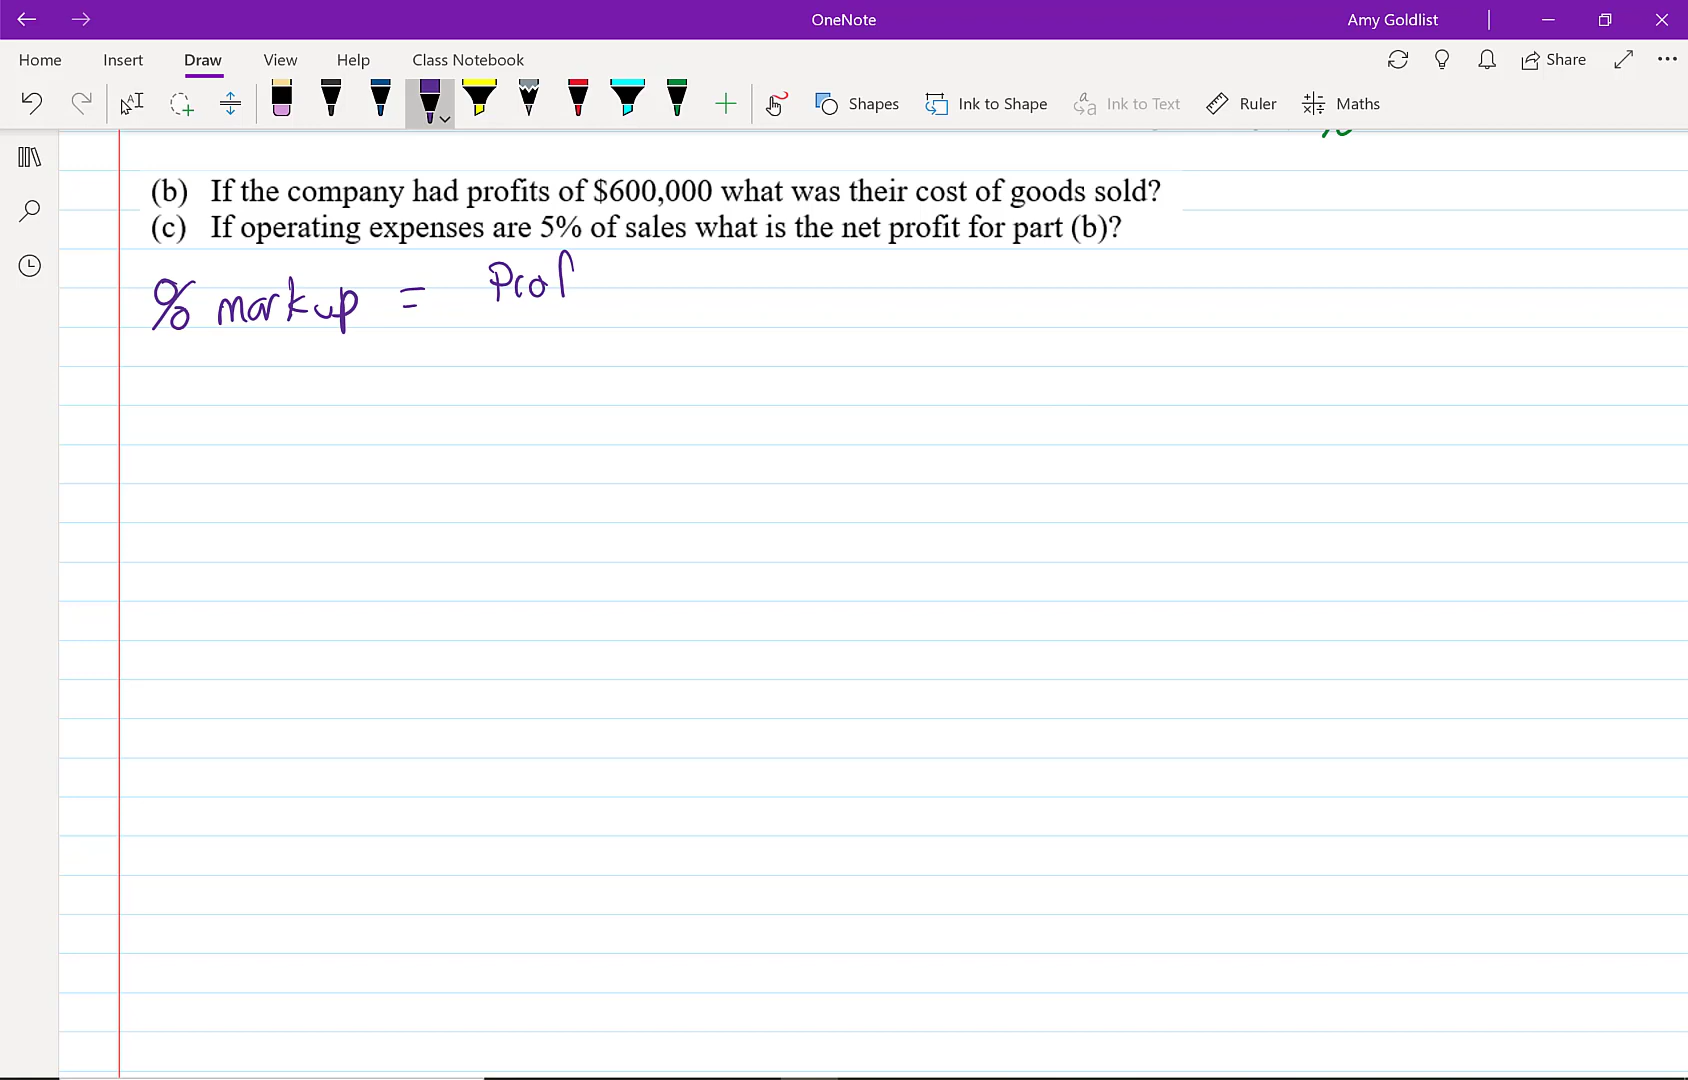 OneNote
Amy Goldlist
Home Insert Draw View Help Class Notebook
Share
Shapes Ink to Shape Ink to Text Ruler Maths
%
(b) If the company had profits of $600,000 what was their cost of goods sold?
(c) If operating expenses are 5% of sales what is the net profit for part (b)?
% markup = Prof